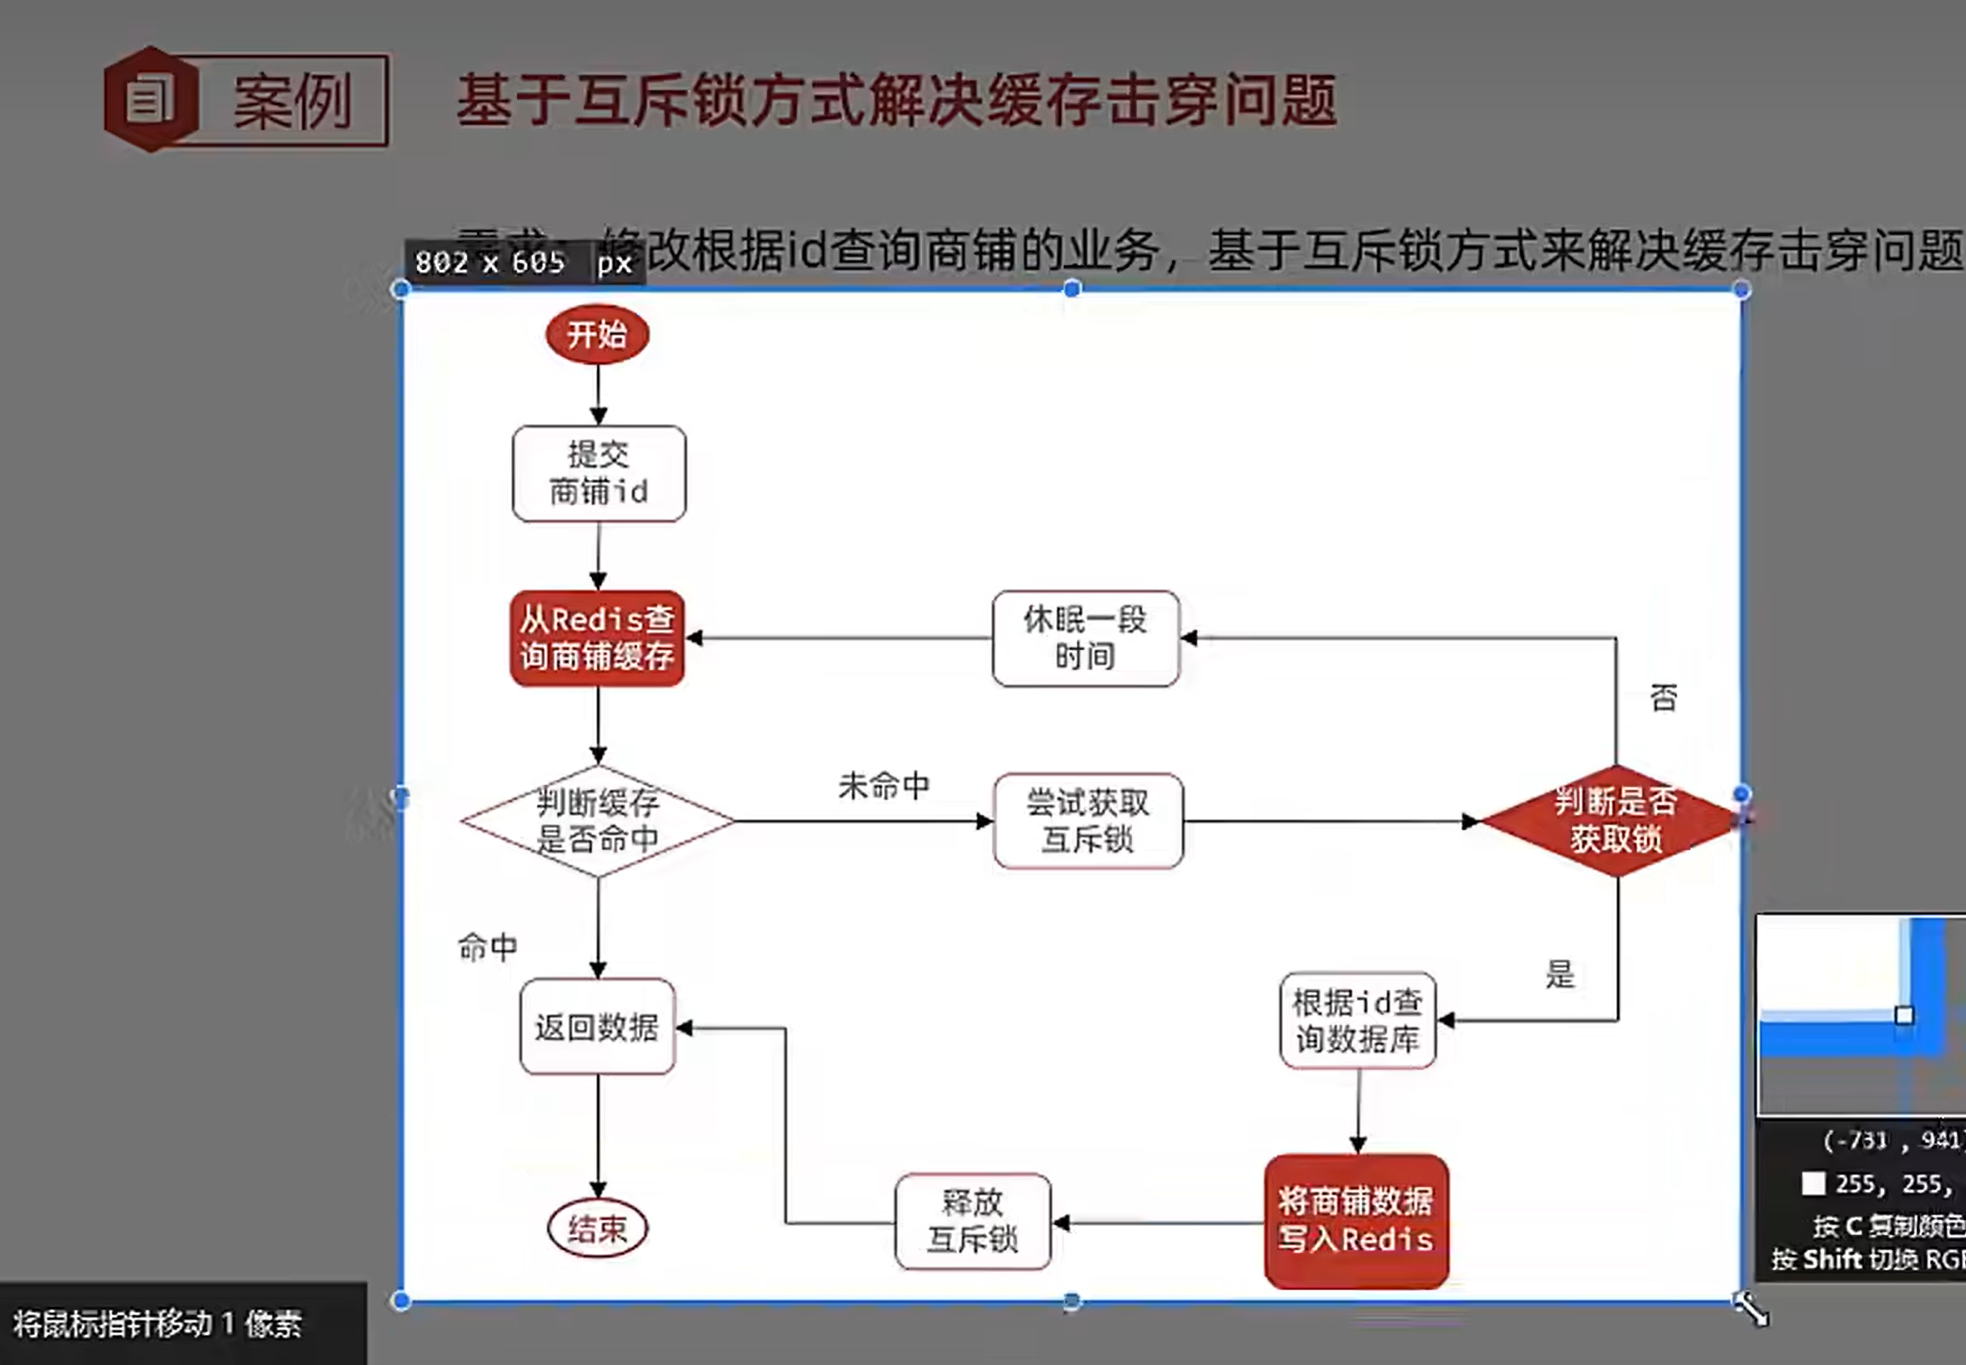 案例
基于互斥锁方式解决缓存击穿问题
需求：修改根据id查询商铺的业务，基于互斥锁方式来解决缓存击穿问题
802 x 605 px
开始
提交
商铺id
从Redis查
询商铺缓存
休眠一段
时间
否
判断缓存
是否命中
未命中
尝试获取
互斥锁
判断是否
获取锁
命中
是
返回数据
根据id查
询数据库
结束
释放
互斥锁
将商铺数据
写入Redis
(-731 , 941)
255, 255,
按 C 复制颜色
按 Shift 切换 RG
将鼠标指针移动 1 像素